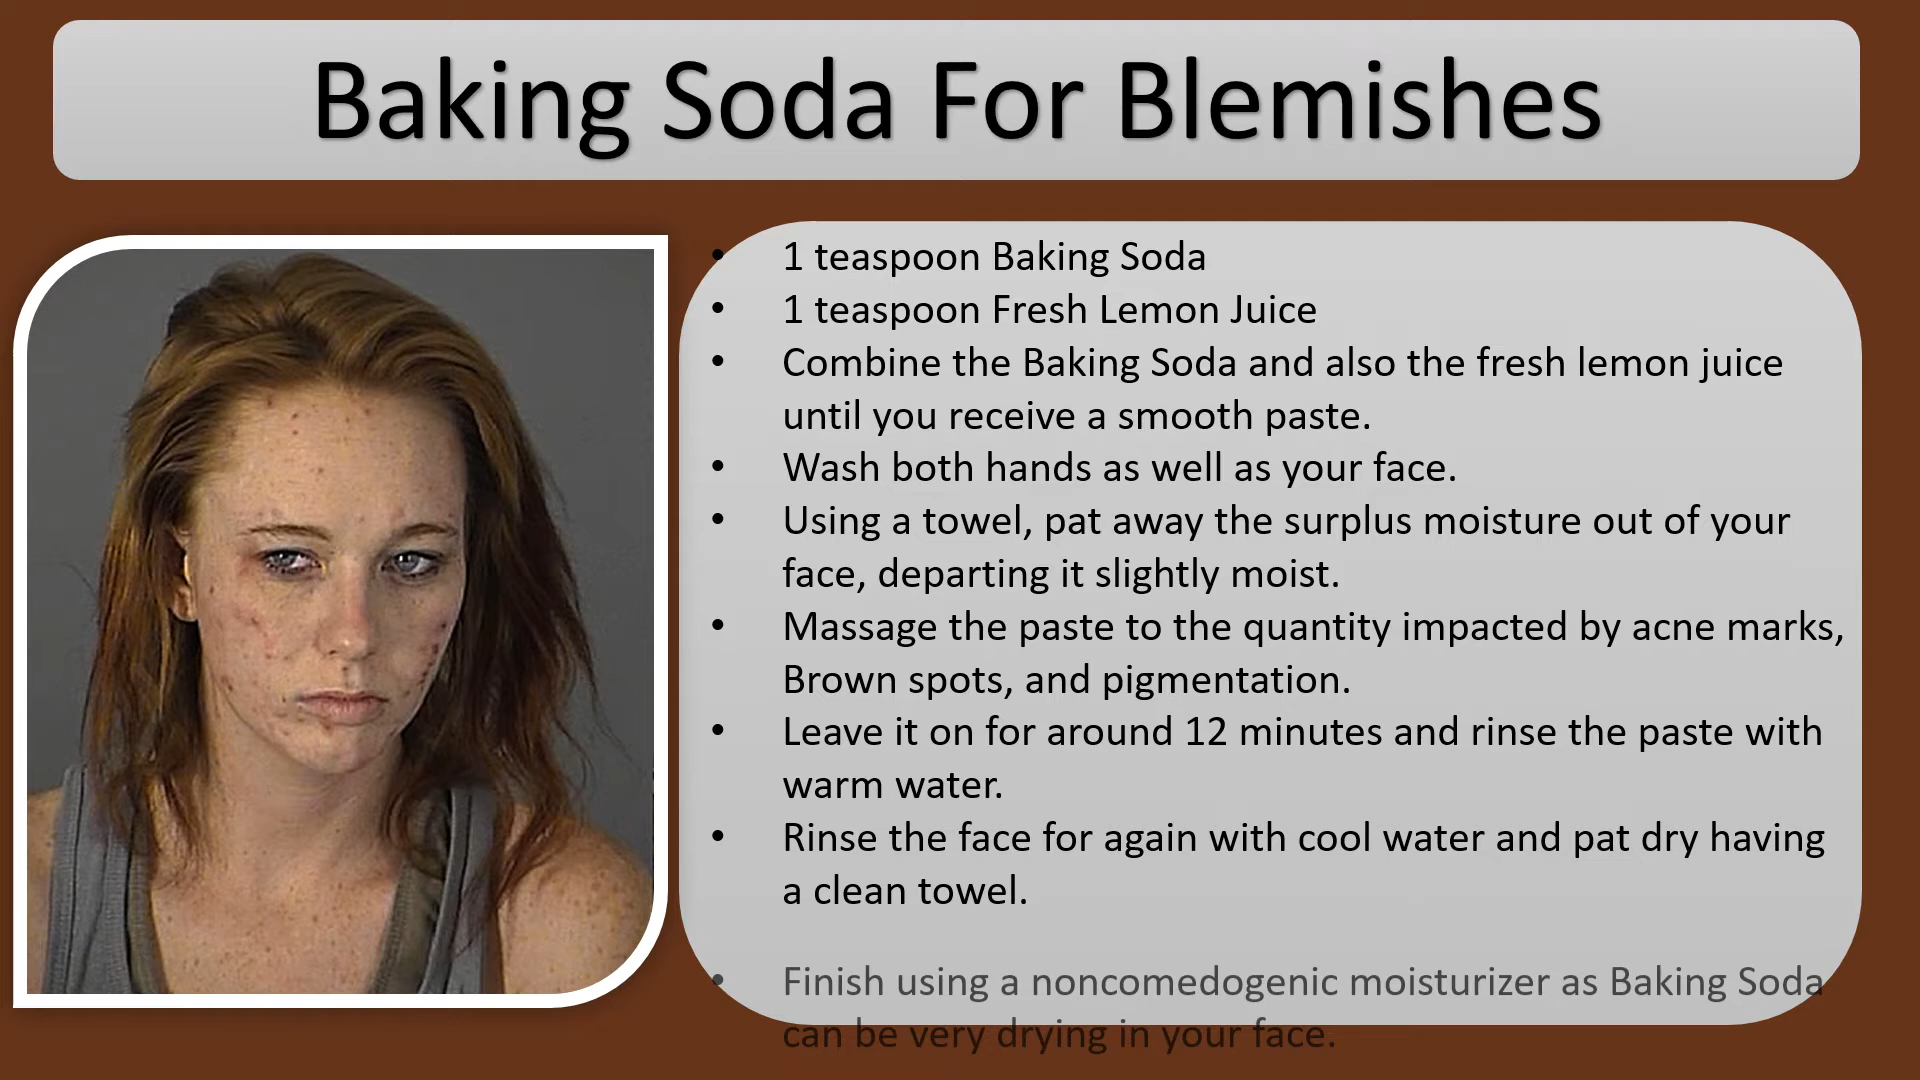 Baking Soda For Blemishes
• 1 teaspoon Baking Soda
• 1 teaspoon Fresh Lemon Juice
• Combine the Baking Soda and also the fresh lemon juice
until you receive a smooth paste.
• Wash both hands as well as your face.
• Using a towel, pat away the surplus moisture out of your
face, departing it slightly moist.
• Massage the paste to the quantity impacted by acne marks,
Brown spots, and pigmentation.
• Leave it on for around 12 minutes and rinse the paste with
warm water.
• Rinse the face for again with cool water and pat dry having
a clean towel.
• Finish using a noncomedogenic moisturizer as Baking Soda
can be very drying in your face.